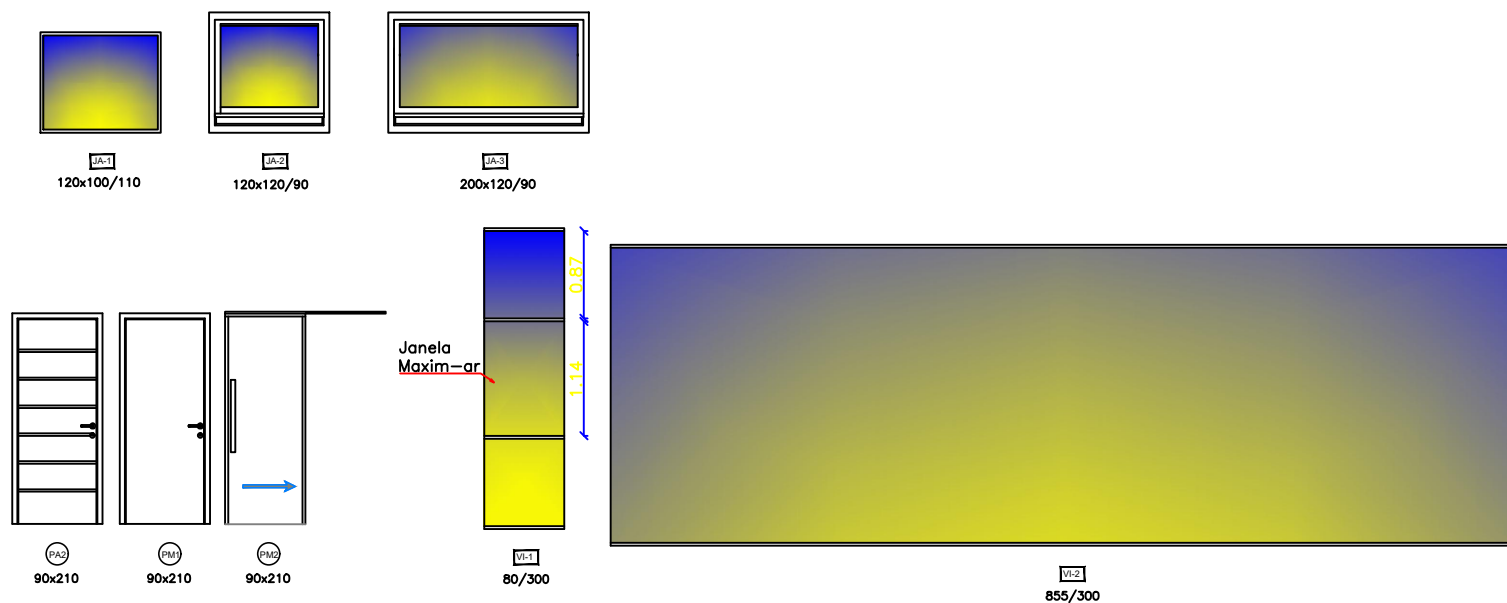 JA-1
120x100/110
JA-2
120x120/90
JA-3
200x120/90
0.87
Janela
Maxim-ar
1.14
PA2
90x210
PM1
90x210
PM2
90x210
VI-1
80/300
VI-2
855/300